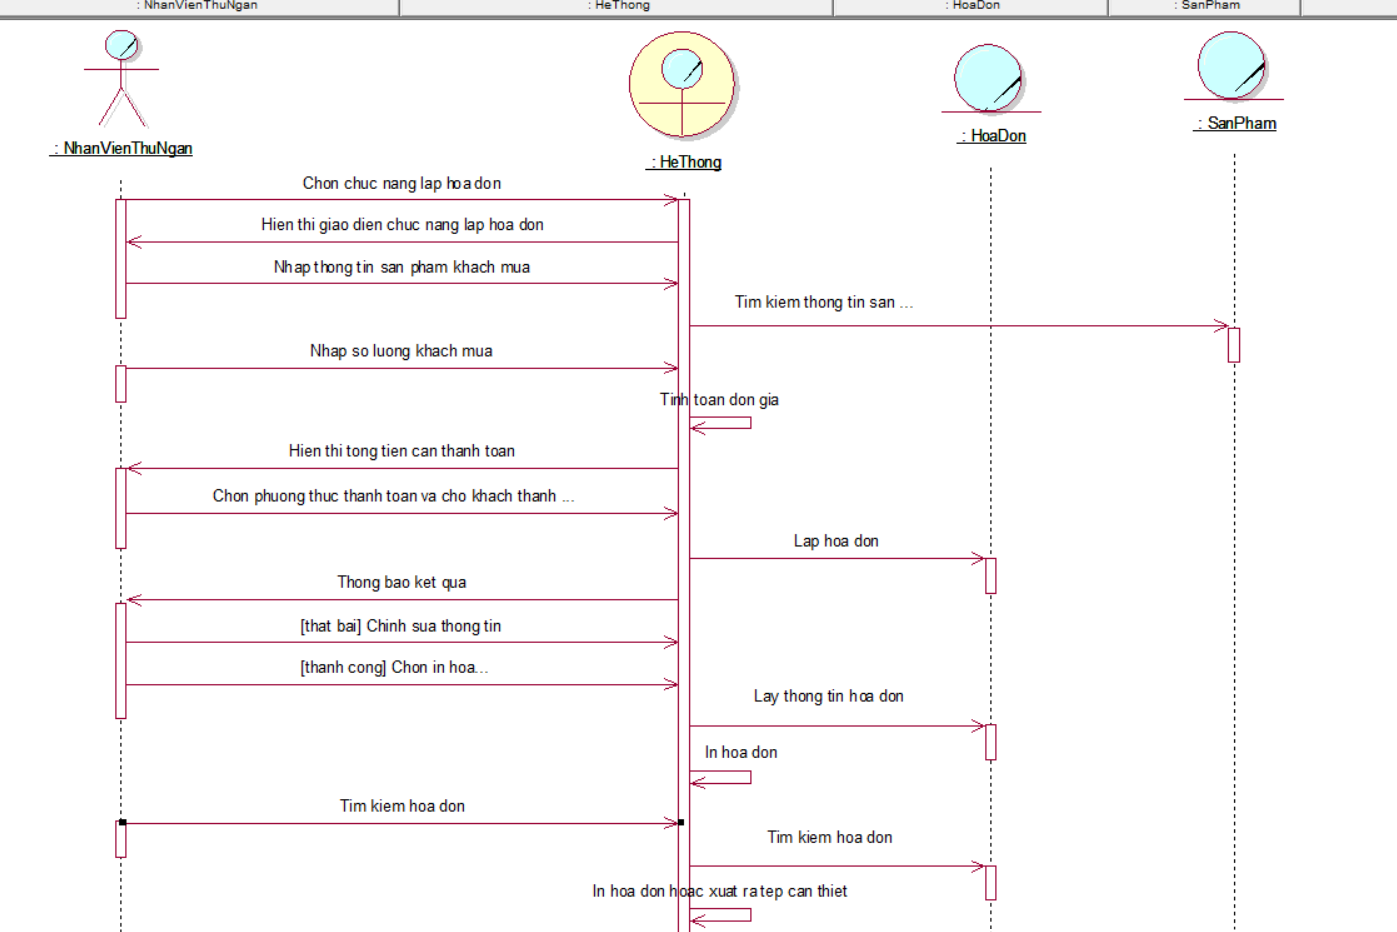 : NhanVienThuNgan
: HeThong
: HoaDon
: SanPham
: NhanVienThuNgan
: HeThong
: HoaDon
: SanPham
Chon chuc nang lap hoa don
Hien thi giao dien chuc nang lap hoa don
Nhap thong tin san pham khach mua
Tim kiem thong tin san ...
Nhap so luong khach mua
Tinh toan don gia
Hien thi tong tien can thanh toan
Chon phuong thuc thanh toan va cho khach thanh ...
Lap hoa don
Thong bao ket qua
[that bai] Chinh sua thong tin
[thanh cong] Chon in hoa...
Lay thong tin hoa don
In hoa don
Tim kiem hoa don
Tim kiem hoa don
In hoa don hoac xuat ra tep can thiet